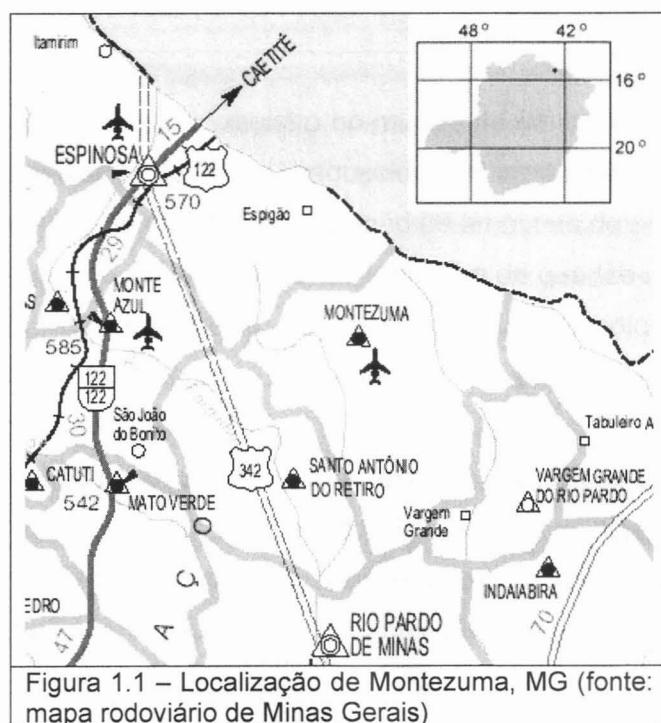 Itamirim
CAETITÉ
48° 42°
16°
20°
15
ESPINOSA
122
570
Espigão
29
MONTE
AZUL
MONTEZUMA
AS
585
122
122
30
São João
do Bonito
Tabuleiro A
342
CATUTI
SANTO ANTÔNIO
DO RETIRO
VARGEM GRANDE
DO RIO PARDO
542
MATO VERDE
Vargem
Grande
INDAIABIRA
EDRO
A Ç
RIO PARDO
DE MINAS
70
47
Figura 1.1 – Localização de Montezuma, MG (fonte:
mapa rodoviário de Minas Gerais)